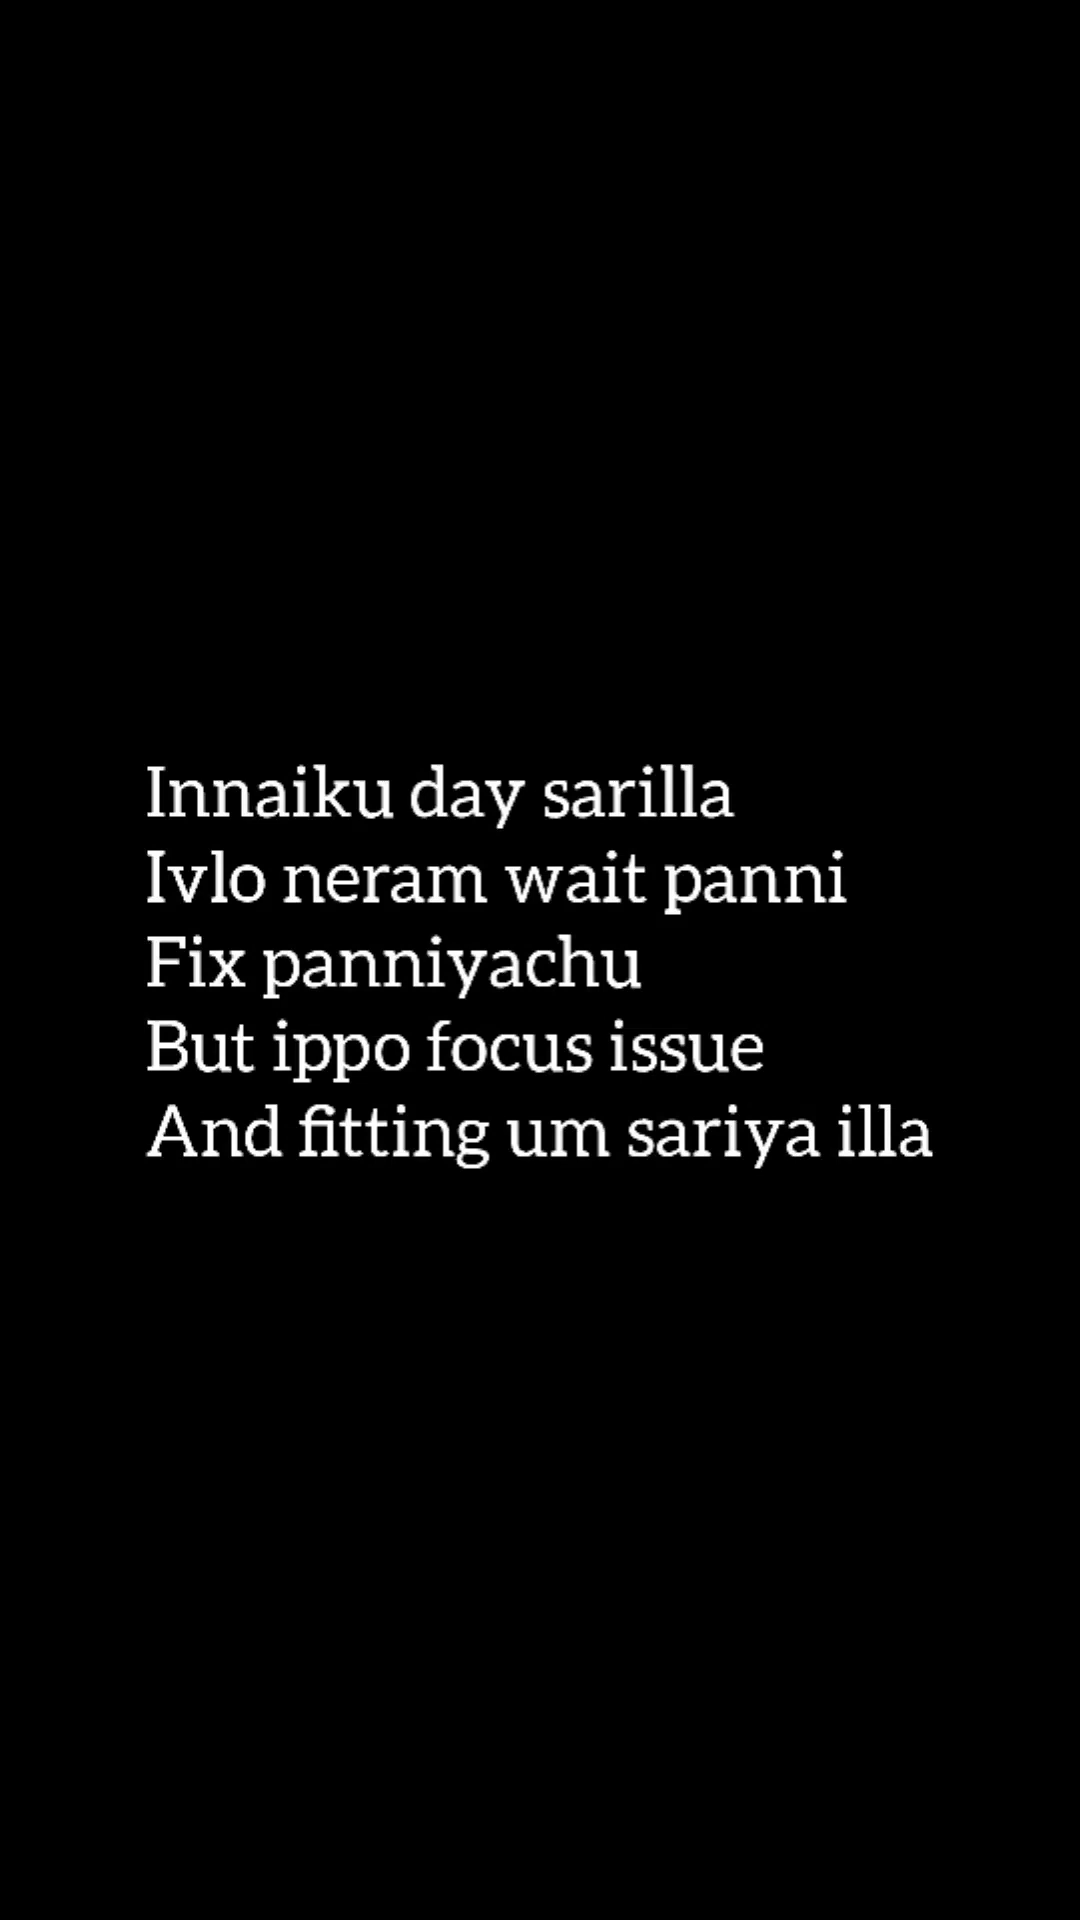 Innaiku day sarilla
Ivlo neram wait panni
Fix panniyachu
But ippo focus issue
And fitting um sariya illa